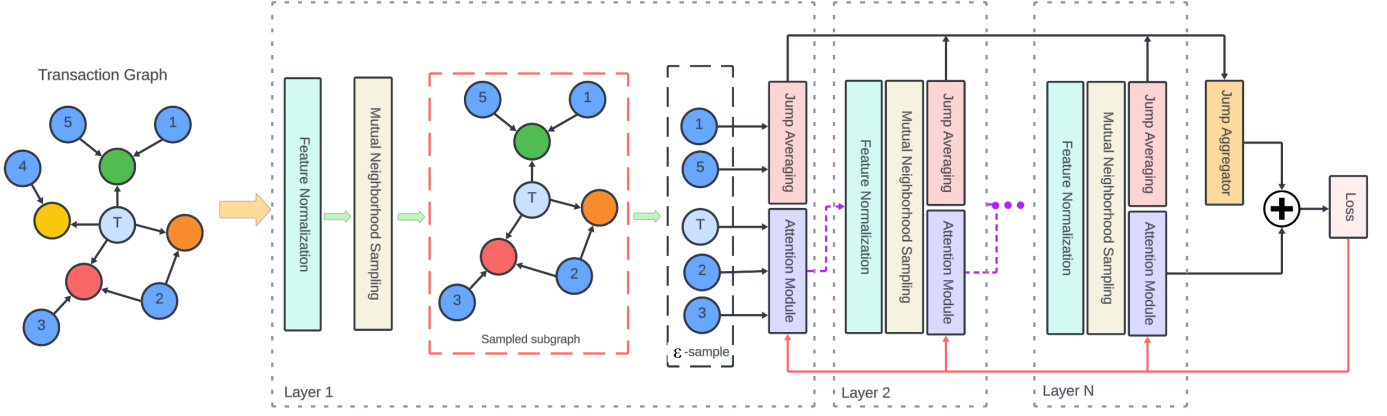 Transaction Graph
5
1
4
T
2
3
Feature Normalization
Mutual Neighborhood Sampling
5
1
T
2
3
Sampled subgraph
1
5
T
2
3
ε-sample
Jump Averaging
Attention Module
Layer 1
Feature Normalization
Mutual Neighborhood Sampling
Jump Averaging
Attention Module
Layer 2
Feature Normalization
Mutual Neighborhood Sampling
Jump Averaging
Attention Module
Layer N
Jump Aggregator
+
Loss